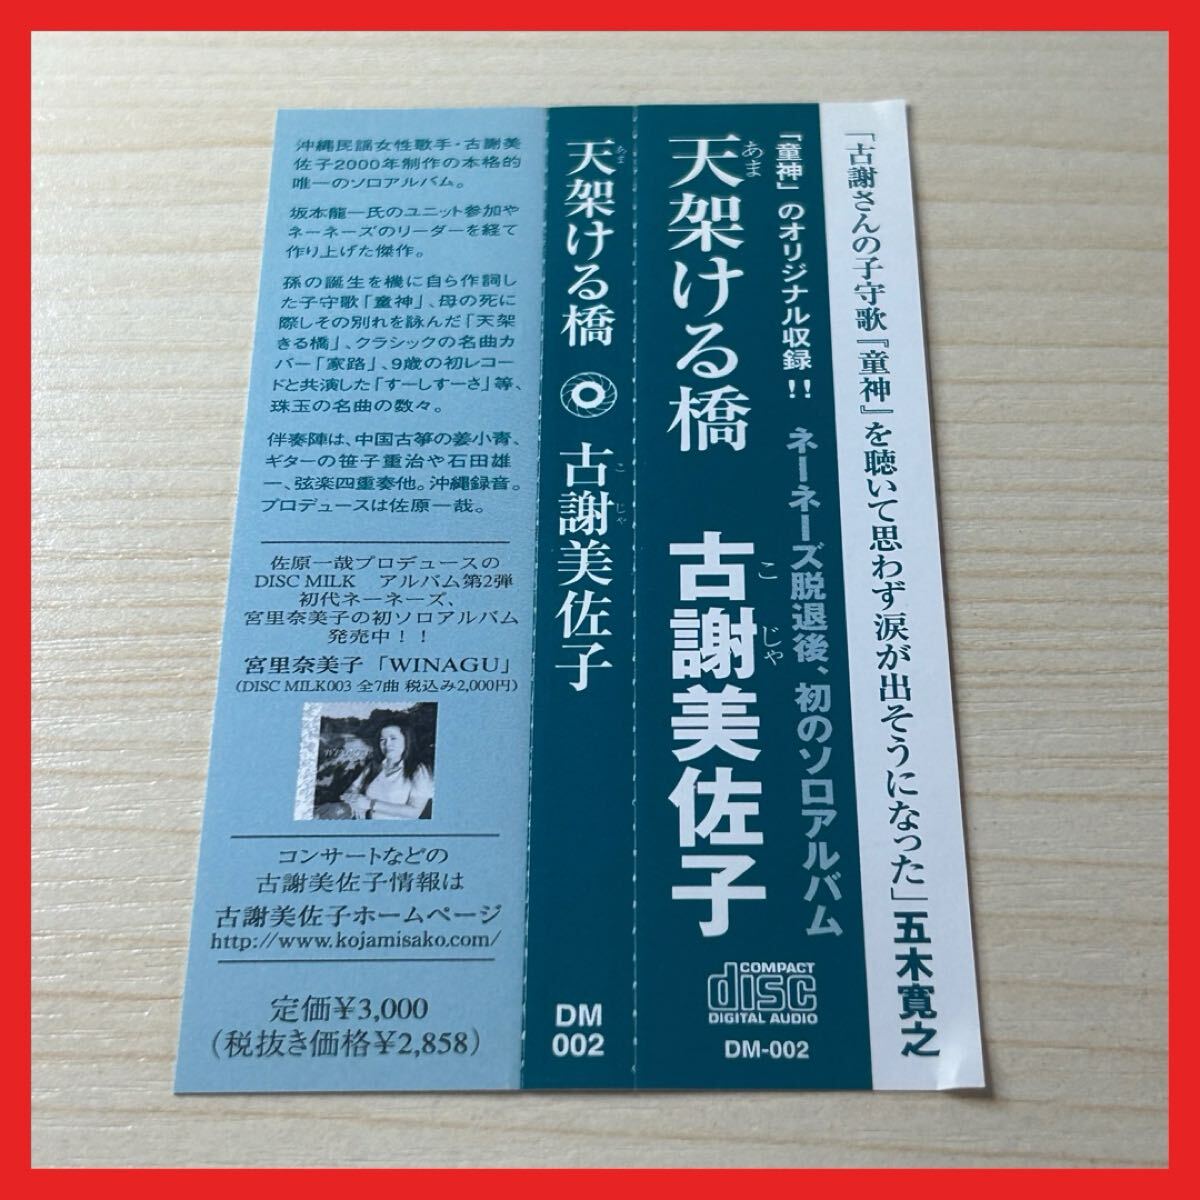 「古謝さんの子守歌『童神』を聴いて思わず涙が出そうになった」五木寛之
「童神」のオリジナル収録!!
ネーネーズ脱退後、初のソロアルバム
天架ける橋
あま
古謝美佐子
こじゃ
COMPACT
disc
DIGITAL AUDIO
DM-002
天架ける橋
あま
古謝美佐子
こじゃ
DM
002
沖縄民謡女性歌手・古謝美
佐子2000年制作の本格的
唯一のソロアルバム。
坂本龍一氏のユニット参加や
ネーネーズのリーダーを経て
作り上げた傑作。
孫の誕生を機に自ら作詞し
た子守歌「童神」、母の死に
際しその別れを詠んだ「天架
きる橋」、クラシックの名曲カ
バー「家路」、9歳の初レコー
ドと共演した「すーしすーさ」等、
珠玉の名曲の数々。
伴奏陣は、中国古箏の姜小青、
ギターの笹子重治や石田雄
一、弦楽四重奏他。沖縄録音。
プロデュースは佐原一哉。
佐原一哉プロデュースの
DISC MILK アルバム第2弾
初代ネーネーズ、
宮里奈美子の初ソロアルバム
発売中！！
宮里奈美子「WINAGU」
(DISC MILK003 全7曲 税込み2,000円)
コンサートなどの
古謝美佐子情報は
古謝美佐子ホームページ
http://www.kojamisako.com/
定価¥3,000
(税抜き価格¥2,858)